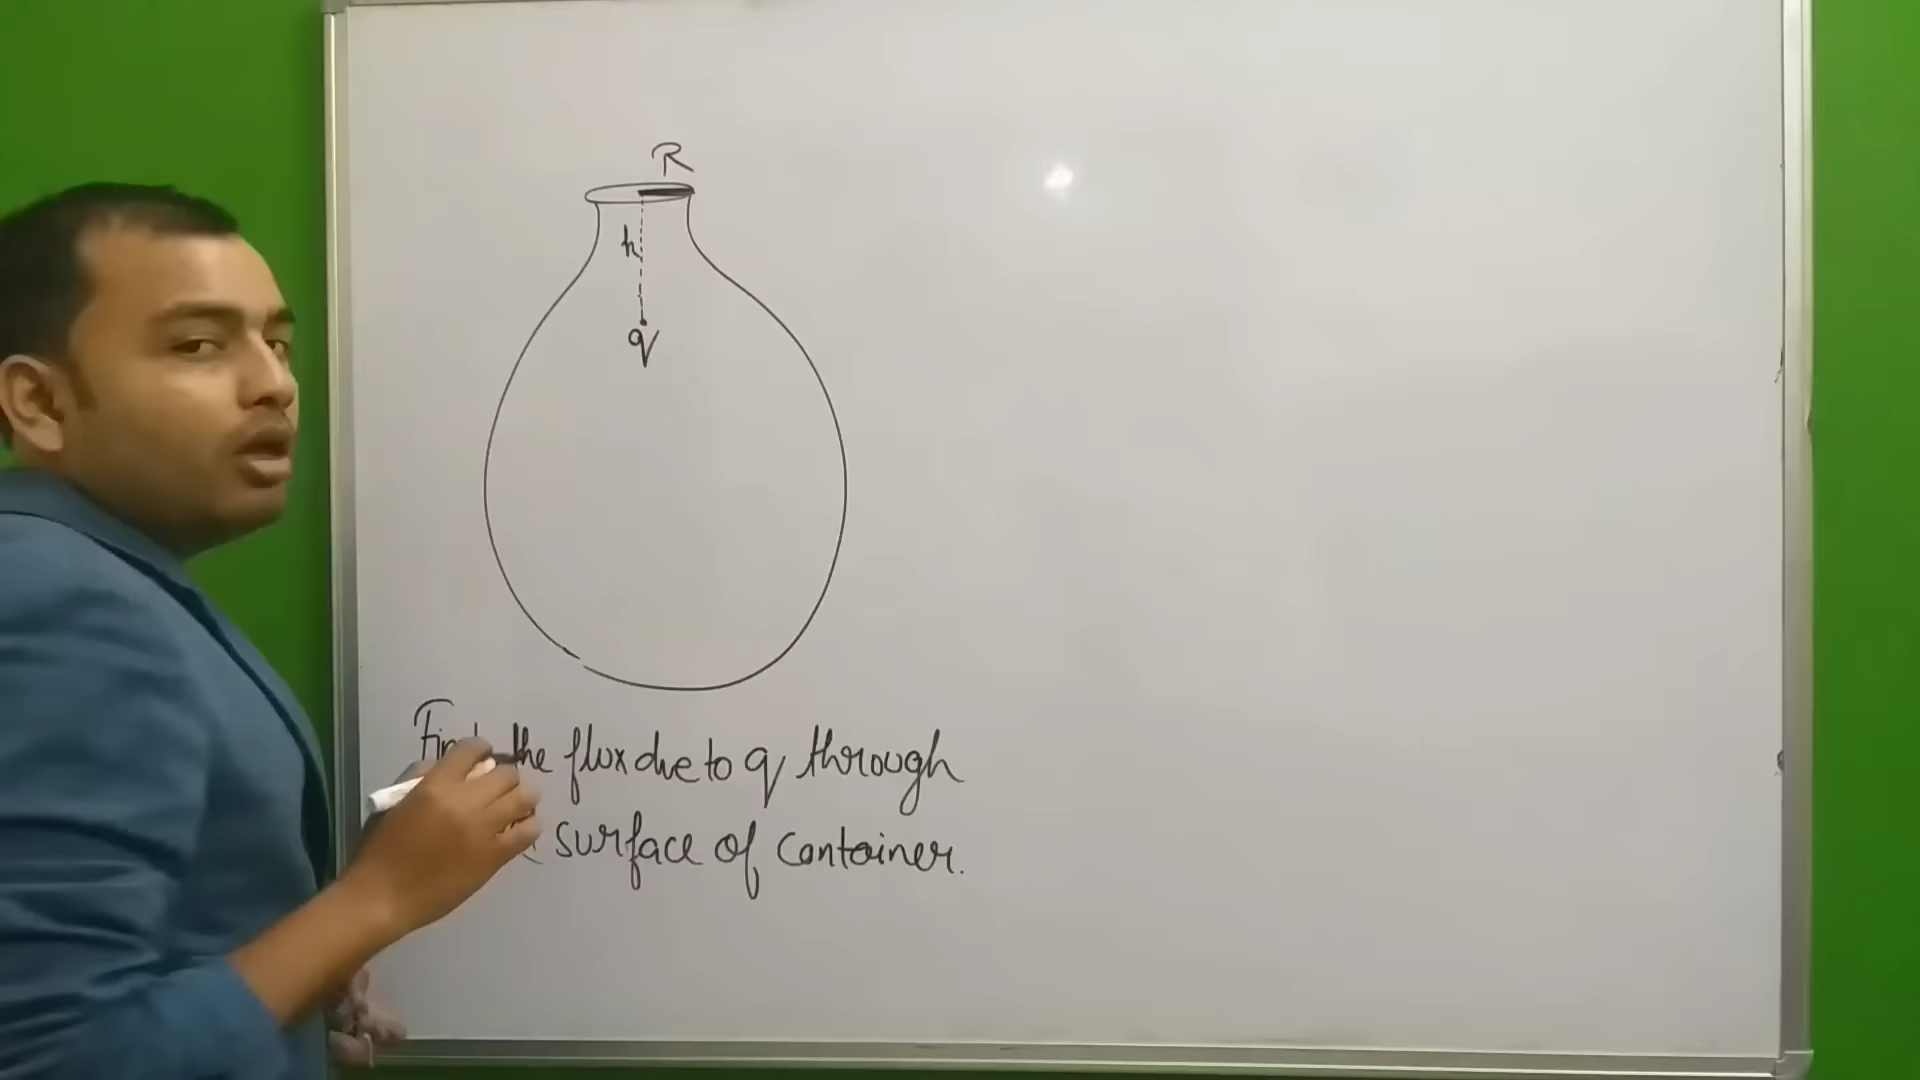 R
h
q
Find the flux due to q through
surface of container.